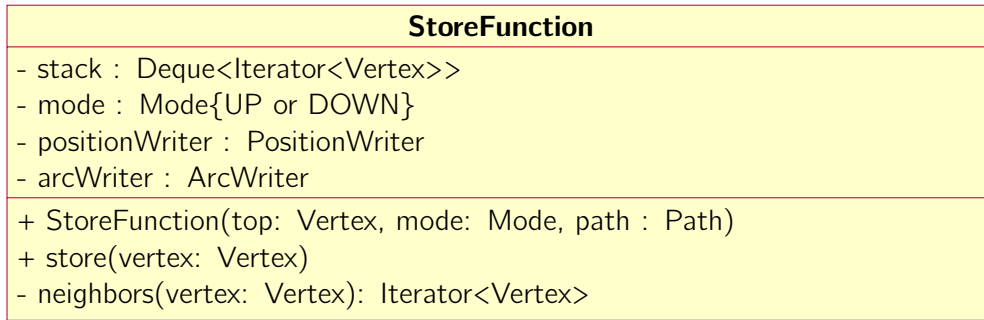 StoreFunction
- stack : Deque<Iterator<Vertex>>
- mode : Mode{UP or DOWN}
- positionWriter : PositionWriter
- arcWriter : ArcWriter
+ StoreFunction(top: Vertex, mode: Mode, path : Path)
+ store(vertex: Vertex)
- neighbors(vertex: Vertex): Iterator<Vertex>